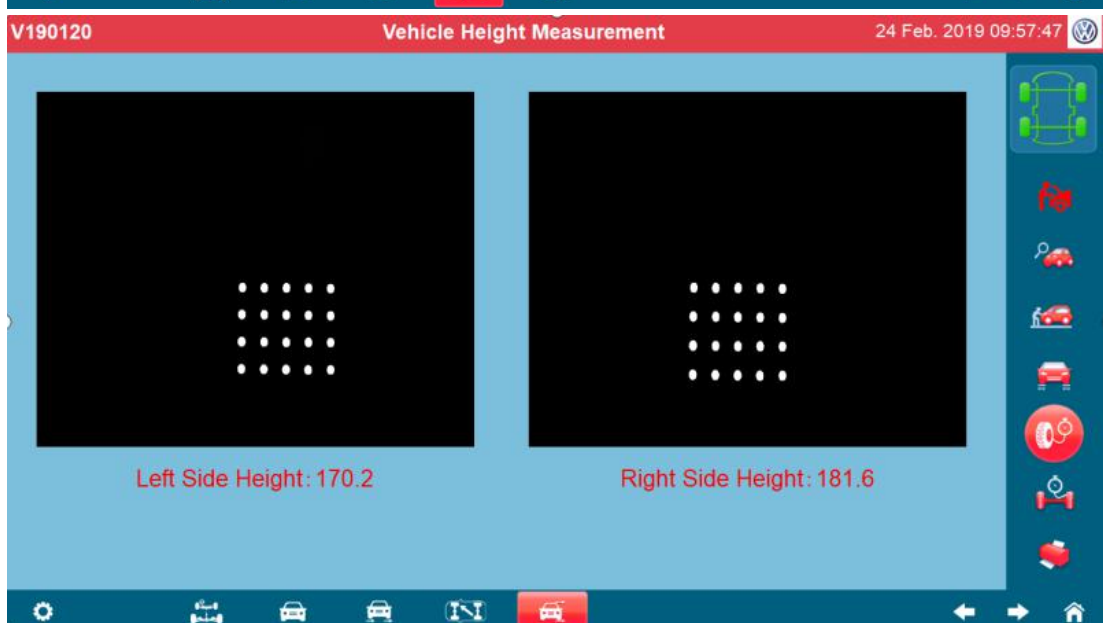 V190120 Vehicle Height Measurement 24 Feb. 2019 09:57:47
Left Side Height: 170.2 Right Side Height: 181.6